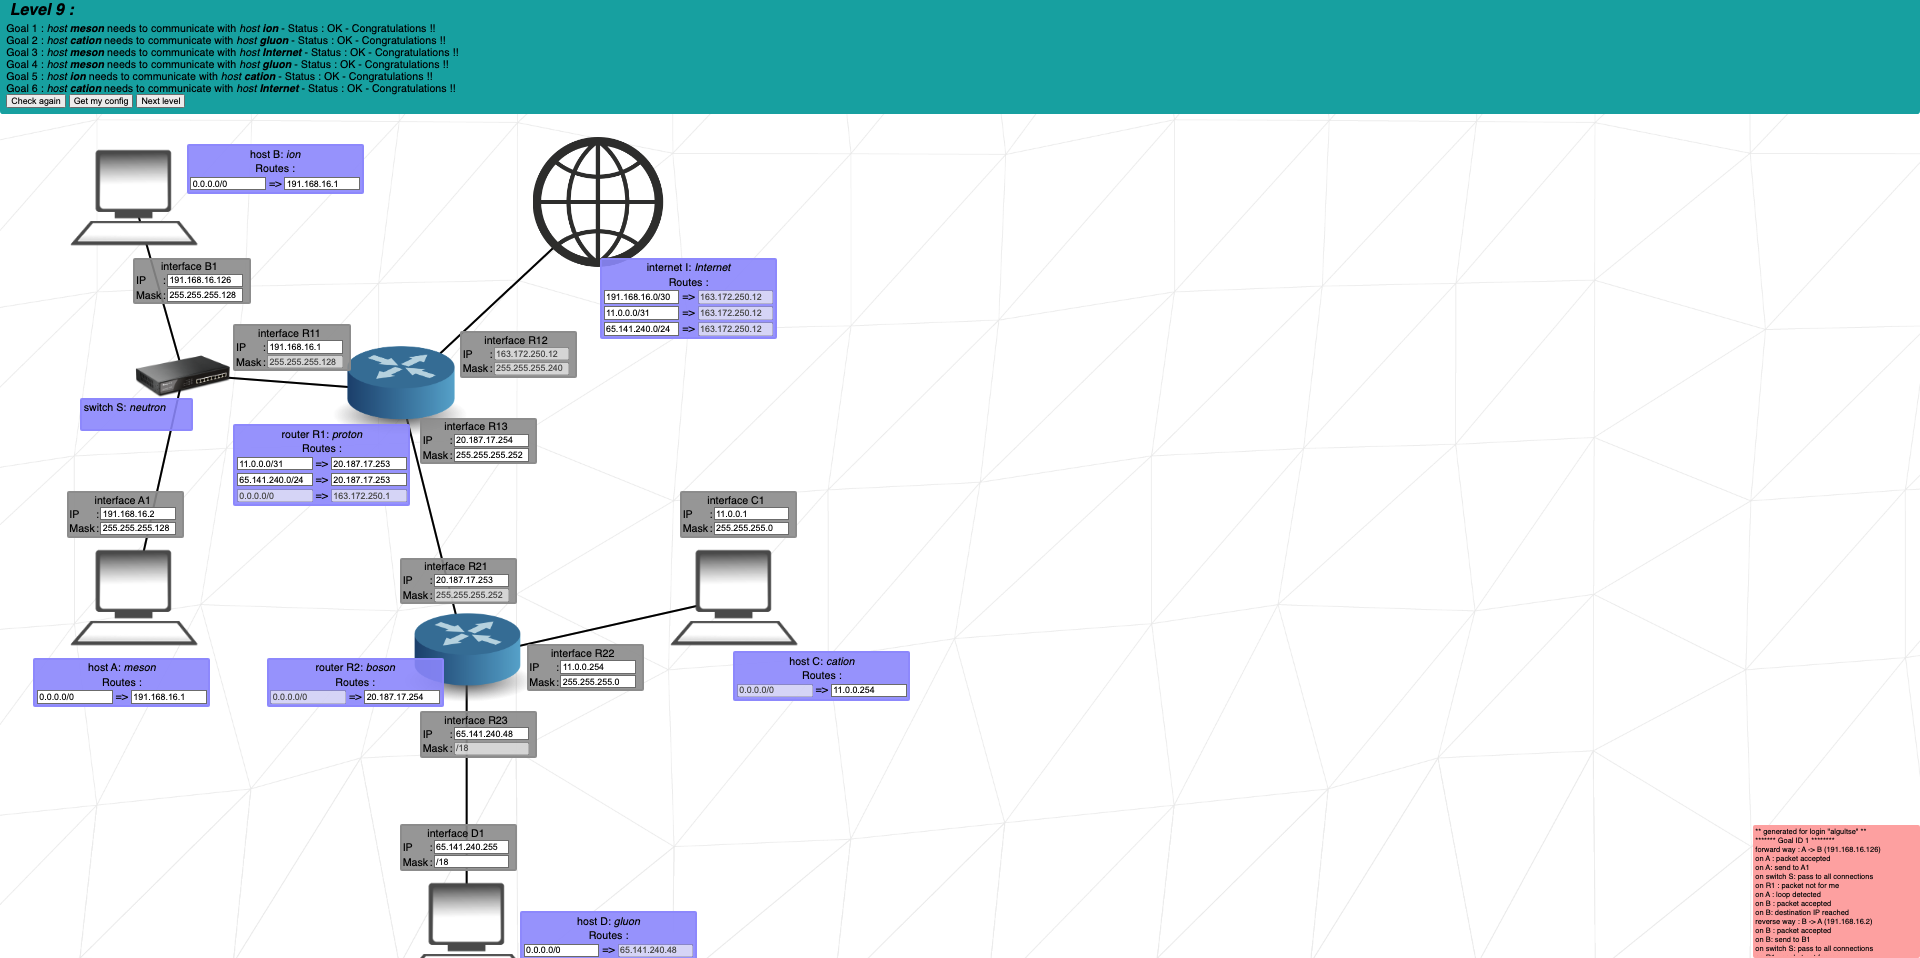 Level 9 :
Goal 1 : host meson needs to communicate with host ion - Status : OK - Congratulations !!
Goal 2 : host cation needs to communicate with host gluon - Status : OK - Congratulations !!
Goal 3 : host meson needs to communicate with host Internet - Status : OK - Congratulations !!
Goal 4 : host meson needs to communicate with host gluon - Status : OK - Congratulations !!
Goal 5 : host ion needs to communicate with host cation - Status : OK - Congratulations !!
Goal 6 : host cation needs to communicate with host Internet - Status : OK - Congratulations !!
Check again Get my config Next level
host B: ion
Routes :
0.0.0.0/0 => 191.168.16.1
interface B1
IP : 191.168.16.126
Mask : 255.255.255.128
internet I: Internet
Routes :
191.168.16.0/30 => 163.172.250.12
11.0.0.0/31 => 163.172.250.12
65.141.240.0/24 => 163.172.250.12
interface R11
IP : 191.168.16.1
Mask : 255.255.255.128
interface R12
IP : 163.172.250.12
Mask : 255.255.255.240
switch S: neutron
interface R13
IP : 20.187.17.254
Mask : 255.255.255.252
router R1: proton
Routes :
11.0.0.0/31 => 20.187.17.253
65.141.240.0/24 => 20.187.17.253
0.0.0.0/0 => 163.172.250.1
interface A1
IP : 191.168.16.2
Mask : 255.255.255.128
interface C1
IP : 11.0.0.1
Mask : 255.255.255.0
interface R21
IP : 20.187.17.253
Mask : 255.255.255.252
interface R22
IP : 11.0.0.254
Mask : 255.255.255.0
host A: meson
Routes :
0.0.0.0/0 => 191.168.16.1
router R2: boson
Routes :
0.0.0.0/0 => 20.187.17.254
host C: cation
Routes :
0.0.0.0/0 => 11.0.0.254
interface R23
IP : 65.141.240.48
Mask : /18
interface D1
IP : 65.141.240.255
Mask : /18
host D: gluon
Routes :
0.0.0.0/0 => 65.141.240.48
** generated for login "algultse" **
******* Goal ID 1 ********
forward way : A -> B (191.168.16.126)
on A : packet accepted
on A: send to A1
on switch S: pass to all connections
on R1 : packet not for me
on A : loop detected
on B : packet accepted
on B: destination IP reached
reverse way : B -> A (191.168.16.2)
on B : packet accepted
on B: send to B1
on switch S: pass to all connections